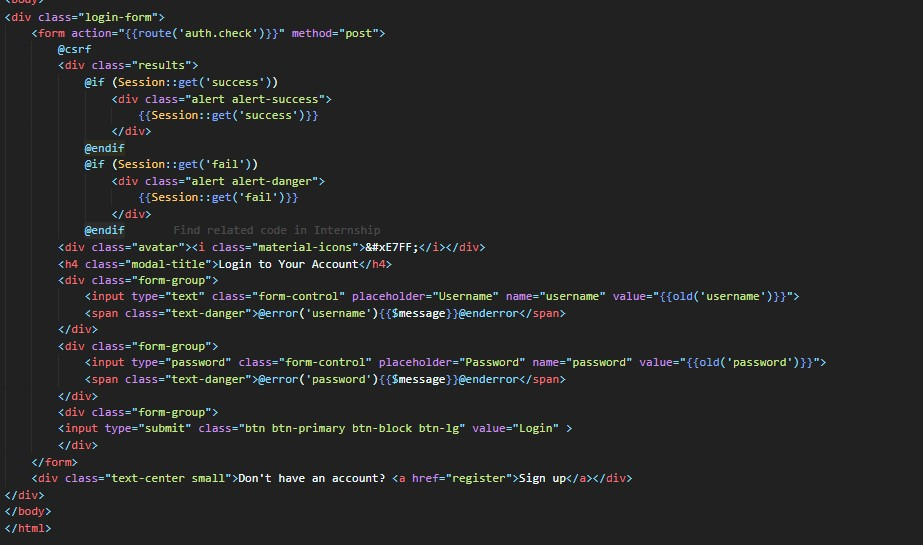 <body>
<div class="login-form">
    <form action="{{route('auth.check')}}" method="post">
        @csrf
        <div class="results">
            @if (Session::get('success'))
                <div class="alert alert-success">
                    {{Session::get('success')}}
                </div>
            @endif
            @if (Session::get('fail'))
                <div class="alert alert-danger">
                    {{Session::get('fail')}}
                </div>
            @endif       Find related code in Internship
        <div class="avatar"><i class="material-icons">&#xE7FF;</i></div>
        <h4 class="modal-title">Login to Your Account</h4>
        <div class="form-group">
            <input type="text" class="form-control" placeholder="Username" name="username" value="{{old('username')}}">
            <span class="text-danger">@error('username'){{$message}}@enderror</span>
        </div>
        <div class="form-group">
            <input type="password" class="form-control" placeholder="Password" name="password" value="{{old('password')}}">
            <span class="text-danger">@error('password'){{$message}}@enderror</span>
        </div>
        <div class="form-group">
        <input type="submit" class="btn btn-primary btn-block btn-lg" value="Login" >
        </div>
    </form>
    <div class="text-center small">Don't have an account? <a href="register">Sign up</a></div>
</div>
</body>
</html>